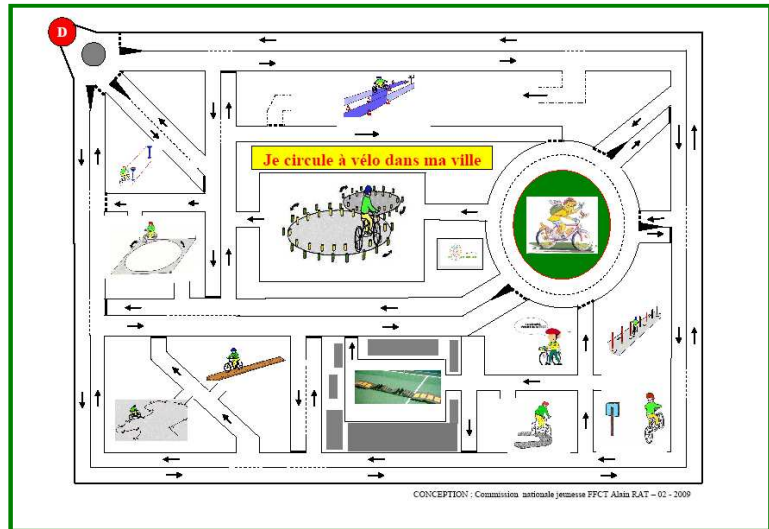 D
Je circule à vélo dans ma ville
CONCEPTION : Commission nationale jeunesse FFCT Alain RAT – 02 - 2009